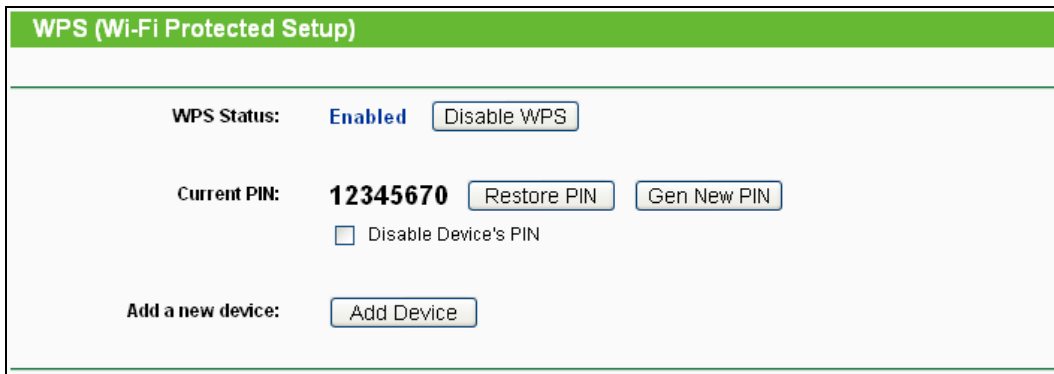 WPS (Wi-Fi Protected Setup)
WPS Status: Enabled Disable WPS
Current PIN: 12345670 Restore PIN Gen New PIN
Disable Device's PIN
Add a new device: Add Device